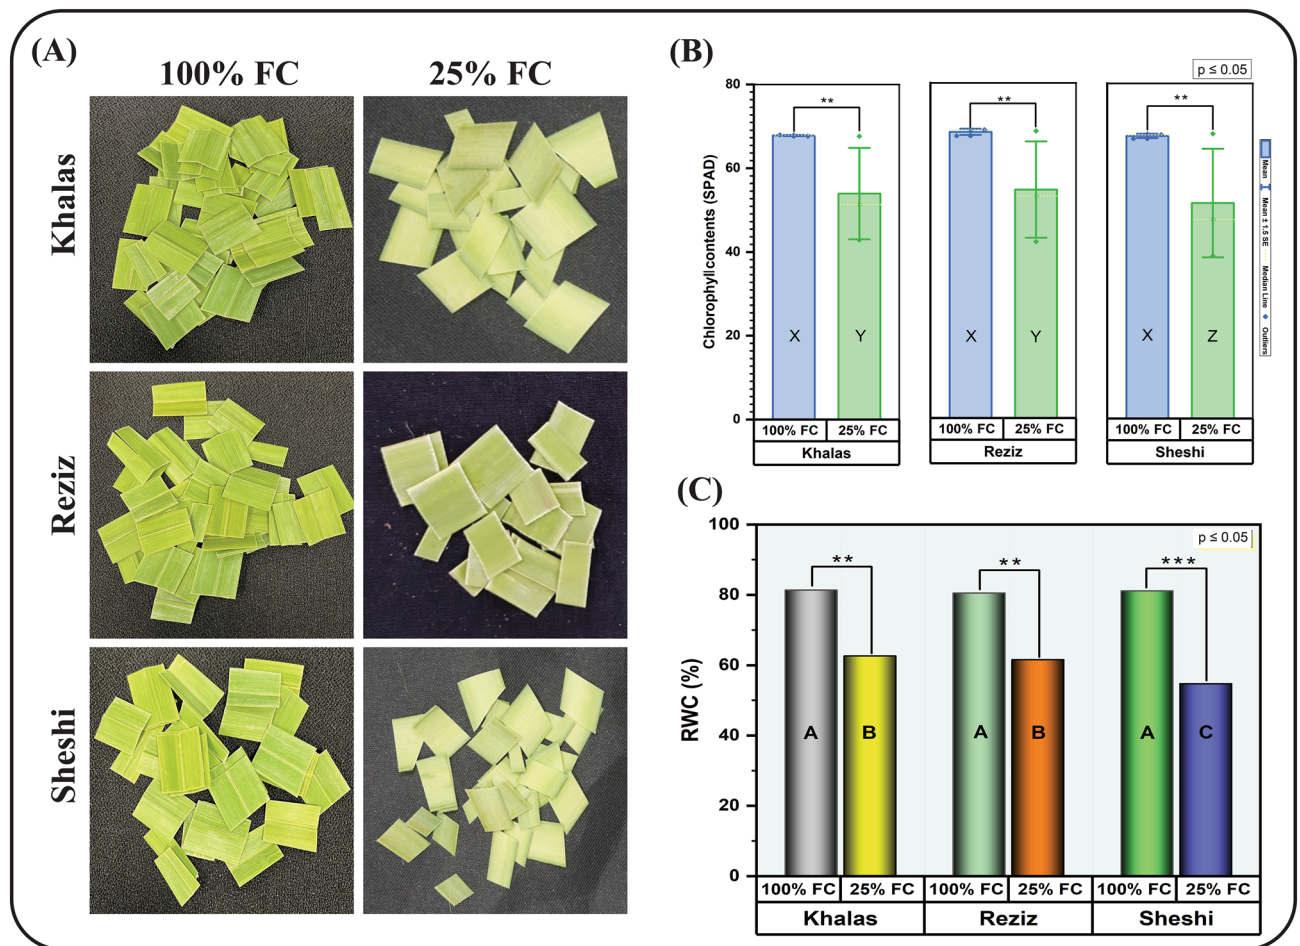 (A)
100% FC
25% FC
Khalas
Reziz
Sheshi
(B)
p ≤ 0.05
Chlorophyll contents (SPAD)
80
60
40
20
0
**
**
**
X
Y
X
Y
X
Z
100% FC
25% FC
100% FC
25% FC
100% FC
25% FC
Khalas
Reziz
Sheshi
Mean
Mean ± 1.5 SE
Median Line
Outliers
(C)
p ≤ 0.05
RWC (%)
100
80
60
40
20
0
**
**
***
A
B
A
B
A
C
100% FC
25% FC
100% FC
25% FC
100% FC
25% FC
Khalas
Reziz
Sheshi